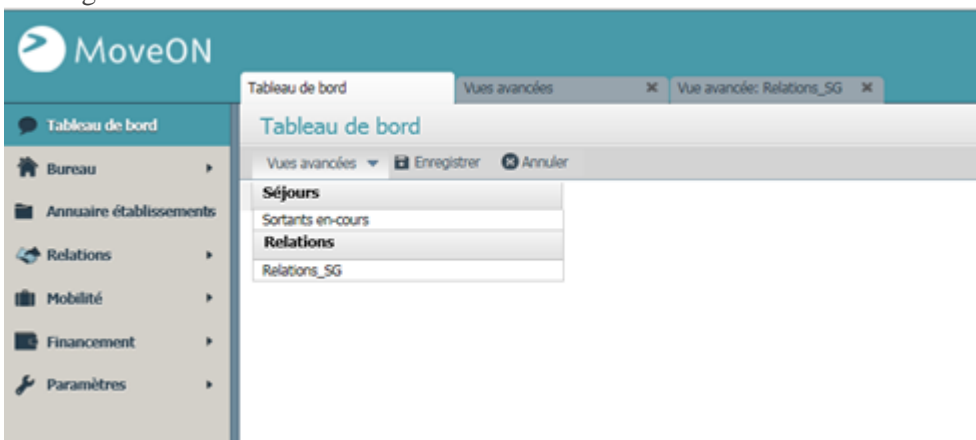 MoveON
Tableau de bord
Vues avancées
Vue avancée: Relations_SG
Tableau de bord
Bureau
Annuaire établissements
Relations
Mobilité
Financement
Paramètres
Tableau de bord
Vues avancées
Enregistrer
Annuler
Séjours
Sortants en-cours
Relations
Relations_SG